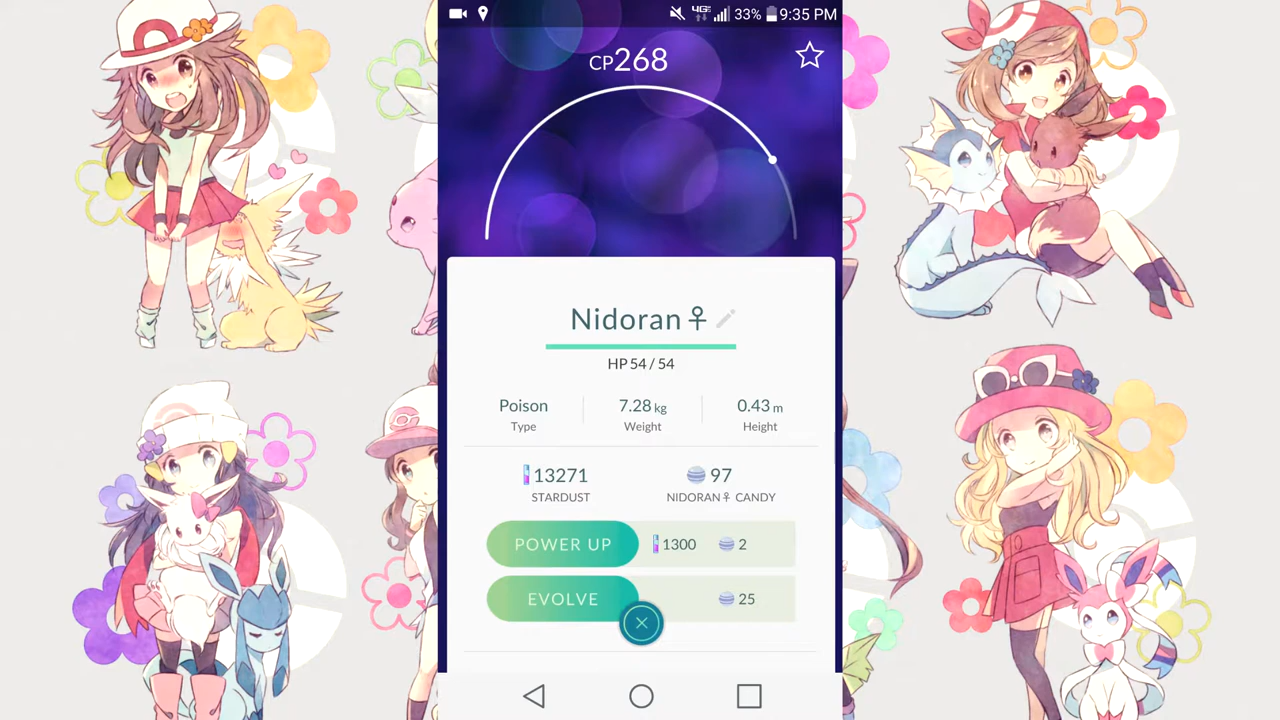 4GE 33% 9:35 PM
CP268
Nidoran♀
HP 54 / 54
Poison 7.28 kg 0.43 m
Type Weight Height
13271 97
STARDUST NIDORAN♀ CANDY
POWER UP 1300 2
EVOLVE 25